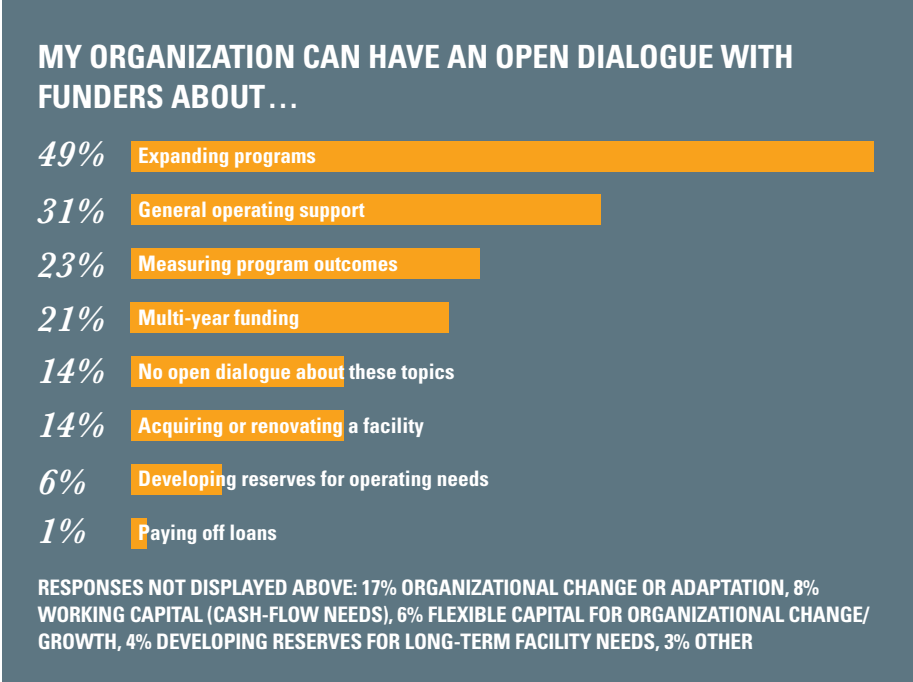 MY ORGANIZATION CAN HAVE AN OPEN DIALOGUE WITH
FUNDERS ABOUT...
49% Expanding programs
31% General operating support
23% Measuring program outcomes
21% Multi-year funding
14% No open dialogue about these topics
14% Acquiring or renovating a facility
6% Developing reserves for operating needs
1% Paying off loans
RESPONSES NOT DISPLAYED ABOVE: 17% ORGANIZATIONAL CHANGE OR ADAPTATION, 8%
WORKING CAPITAL (CASH-FLOW NEEDS), 6% FLEXIBLE CAPITAL FOR ORGANIZATIONAL CHANGE/
GROWTH, 4% DEVELOPING RESERVES FOR LONG-TERM FACILITY NEEDS, 3% OTHER